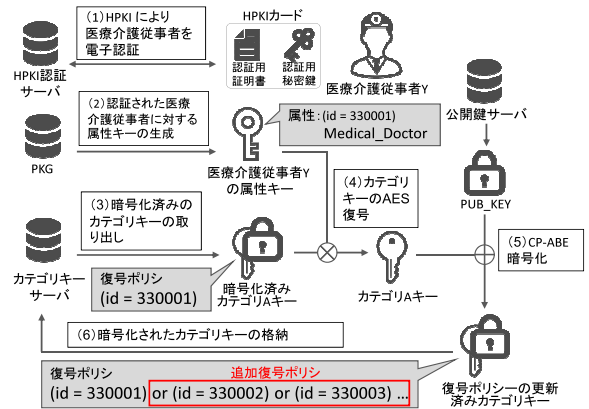 (1)HPKIにより
医療介護従事者を
電子認証
HPKIカード
認証用
証明書
認証用
秘密鍵
HPKI認証
サーバ
医療介護従事者Y
公開鍵サーバ
(2)認証された医療
介護従事者に対する
属性キーの生成
属性:(id = 330001)
Medical_Doctor
PKG
医療介護従事者Y
の属性キー
(4)カテゴリ
キーのAES
復号
PUB_KEY
(3)暗号化済みの
カテゴリキーの取
り出し
(5)CP-ABE
暗号化
カテゴリキー
サーバ
復号ポリシ
(id = 330001)
暗号化済み
カテゴリAキー
カテゴリAキー
(6)暗号化されたカテゴリキーの格納
復号ポリシ
追加復号ポリシ
(id = 330001) or (id = 330002) or (id = 330003) ...
復号ポリシーの更新
済みカテゴリキー